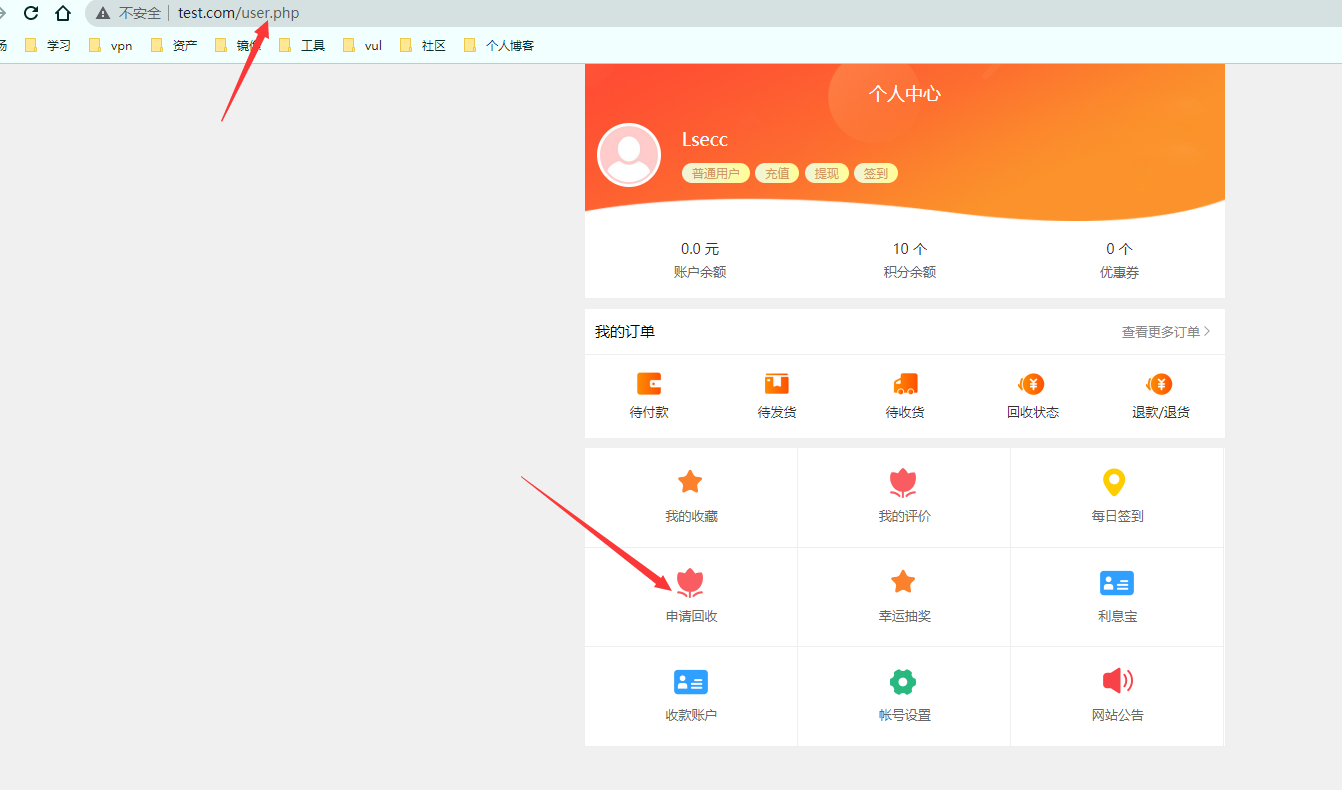 不安全 test.com/user.php
场 学习 vpn 资产 工具 vul 社区 个人博客
个人中心
Lsecc
普通用户 充值 提现 签到
0.0 元 10 个 0 个
账户余额 积分余额 优惠券
我的订单 查看更多订单
待付款 待发货 待收货 回收状态 退款/退货
我的收藏 我的评价 每日签到
申请回收 幸运抽奖 利息宝
收款账户 帐号设置 网站公告